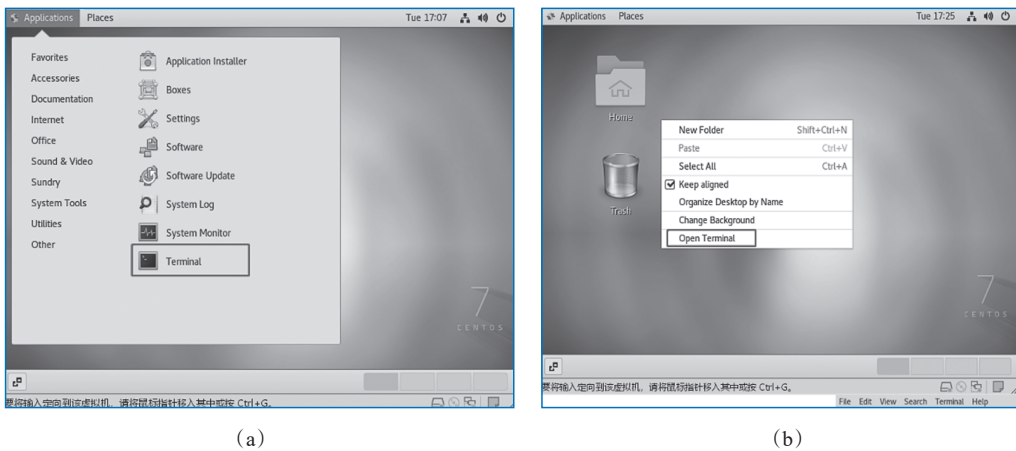 Applications Places Tue 17:07
Favorites
Accessories
Documentation
Internet
Office
Sound & Video
Sundry
System Tools
Utilities
Other
Application Installer
Boxes
Settings
Software
Software Update
System Log
System Monitor
Terminal
7
CENTOS
要将输入定向到该虚拟机，请将鼠标指针移入其中或按 Ctrl+G。
(a)
Applications Places Tue 17:25
Home
Trash
New Folder Shift+Ctrl+N
Paste Ctrl+V
Select All Ctrl+A
Keep aligned
Organize Desktop by Name
Change Background
Open Terminal
7
CENTOS
要将输入定向到该虚拟机，请将鼠标指针移入其中或按 Ctrl+G。
File Edit View Search Terminal Help
(b)